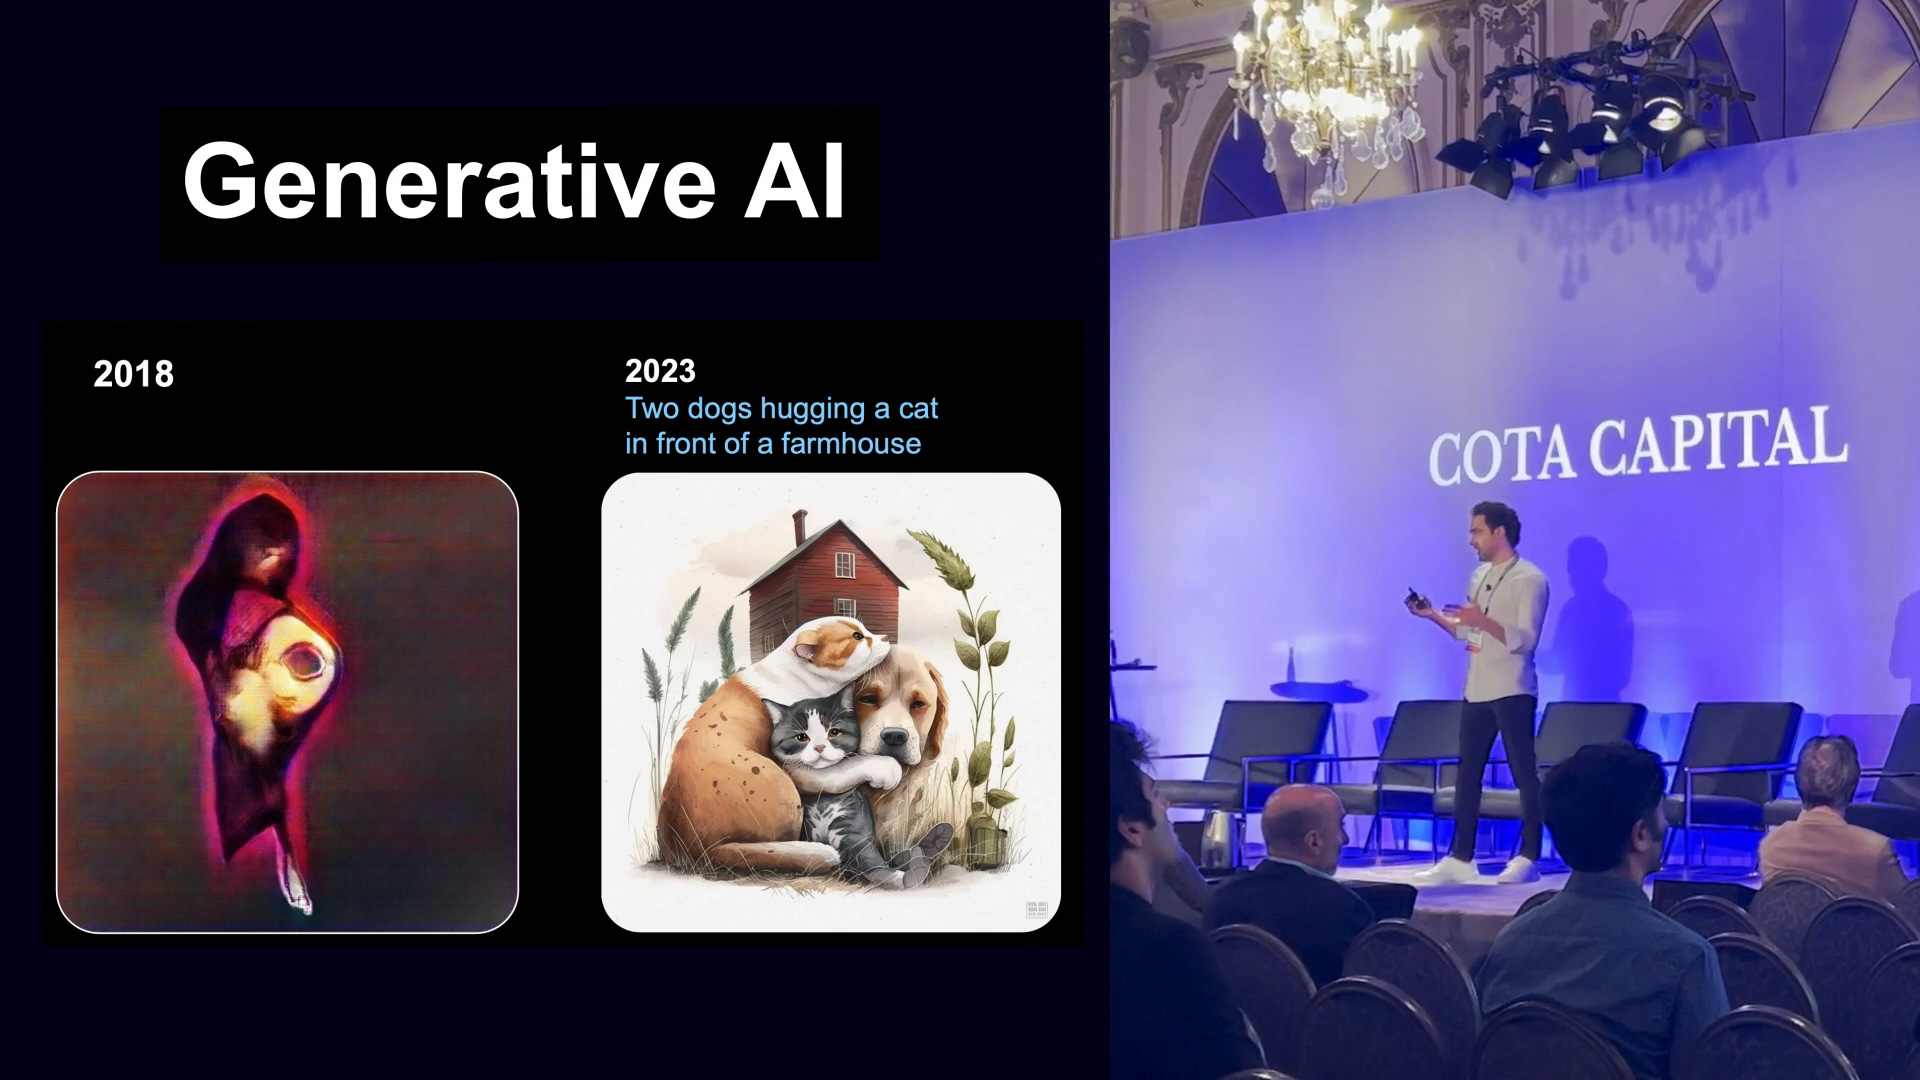 Generative AI
2018
2023
Two dogs hugging a cat
in front of a farmhouse
COTA CAPITAL